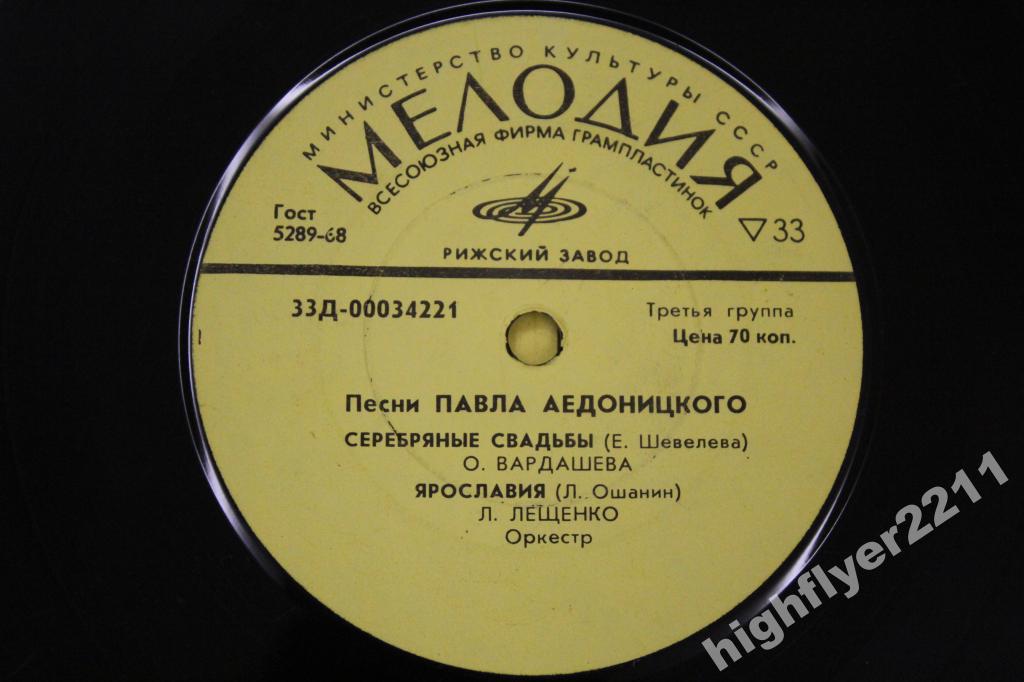 МИНИСТЕРСТВО КУЛЬТУРЫ СССР
МЕЛОДИЯ
ВСЕСОЮЗНАЯ ФИРМА ГРАМПЛАСТИНОК
Гост
5289-68
▽33
РИЖСКИЙ ЗАВОД
33Д-00034221
Третья группа
Цена 70 коп.
Песни ПАВЛА АЕДОНИЦКОГО
СЕРЕБРЯНЫЕ СВАДЬБЫ (Е. Шевелева)
О. ВАРДАШЕВА
ЯРОСЛАВИЯ (Л. Ошанин)
Л. ЛЕЩЕНКО
Оркестр
highflyer2211